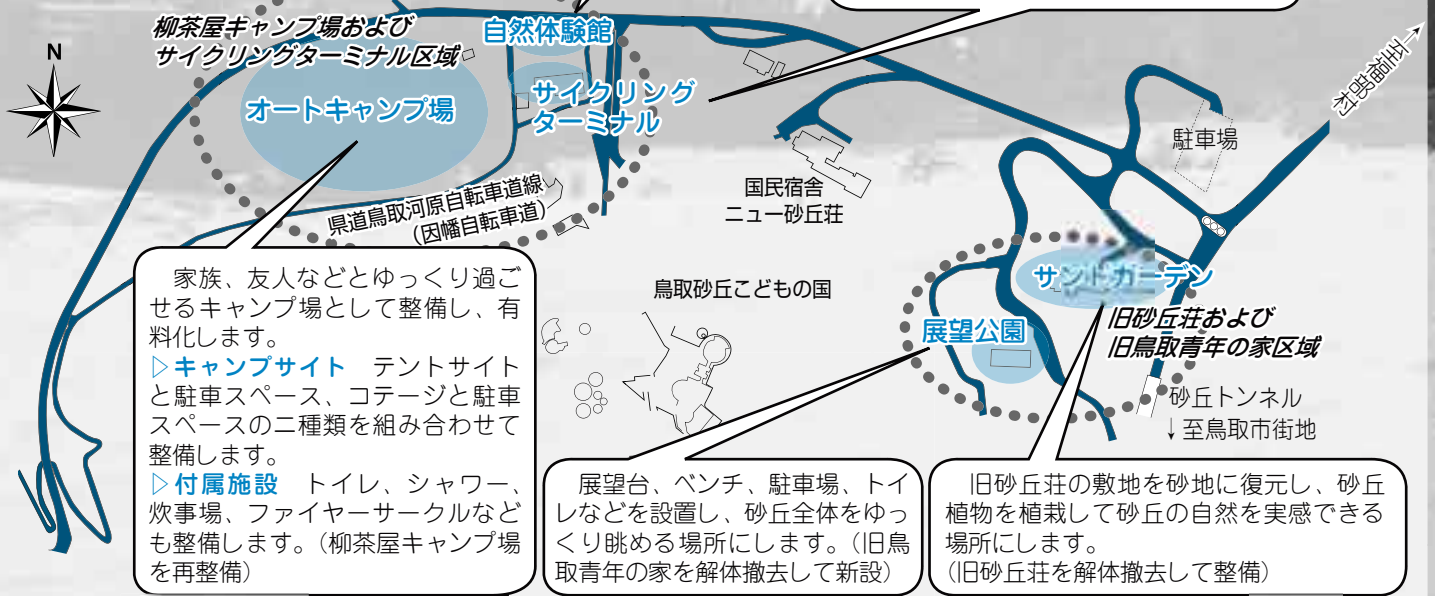 柳茶屋キャンプ場および
サイクリングターミナル区域
自然体験館
N
オートキャンプ場
サイクリング
ターミナル
→至福部村
駐車場
県道鳥取河原自転車道線
（因幡自転車道）
国民宿舎
ニュー砂丘荘
鳥取砂丘こどもの国
サンドガーデン
展望公園
旧砂丘荘および
旧鳥取青年の家区域
砂丘トンネル
↓至鳥取市街地
家族、友人などとゆっくり過ご
せるキャンプ場として整備し、有
料化します。
▷キャンプサイト　テントサイト
と駐車スペース、コテージと駐車
スペースの二種類を組み合わせて
整備します。
▷付属施設　トイレ、シャワー、
炊事場、ファイヤーサークルなど
も整備します。（柳茶屋キャンプ場
を再整備）
展望台、ベンチ、駐車場、トイ
レなどを設置し、砂丘全体をゆっ
くり眺める場所にします。（旧鳥
取青年の家を解体撤去して新設）
旧砂丘荘の敷地を砂地に復元し、砂丘
植物を植栽して砂丘の自然を実感できる
場所にします。
（旧砂丘荘を解体撤去して整備）